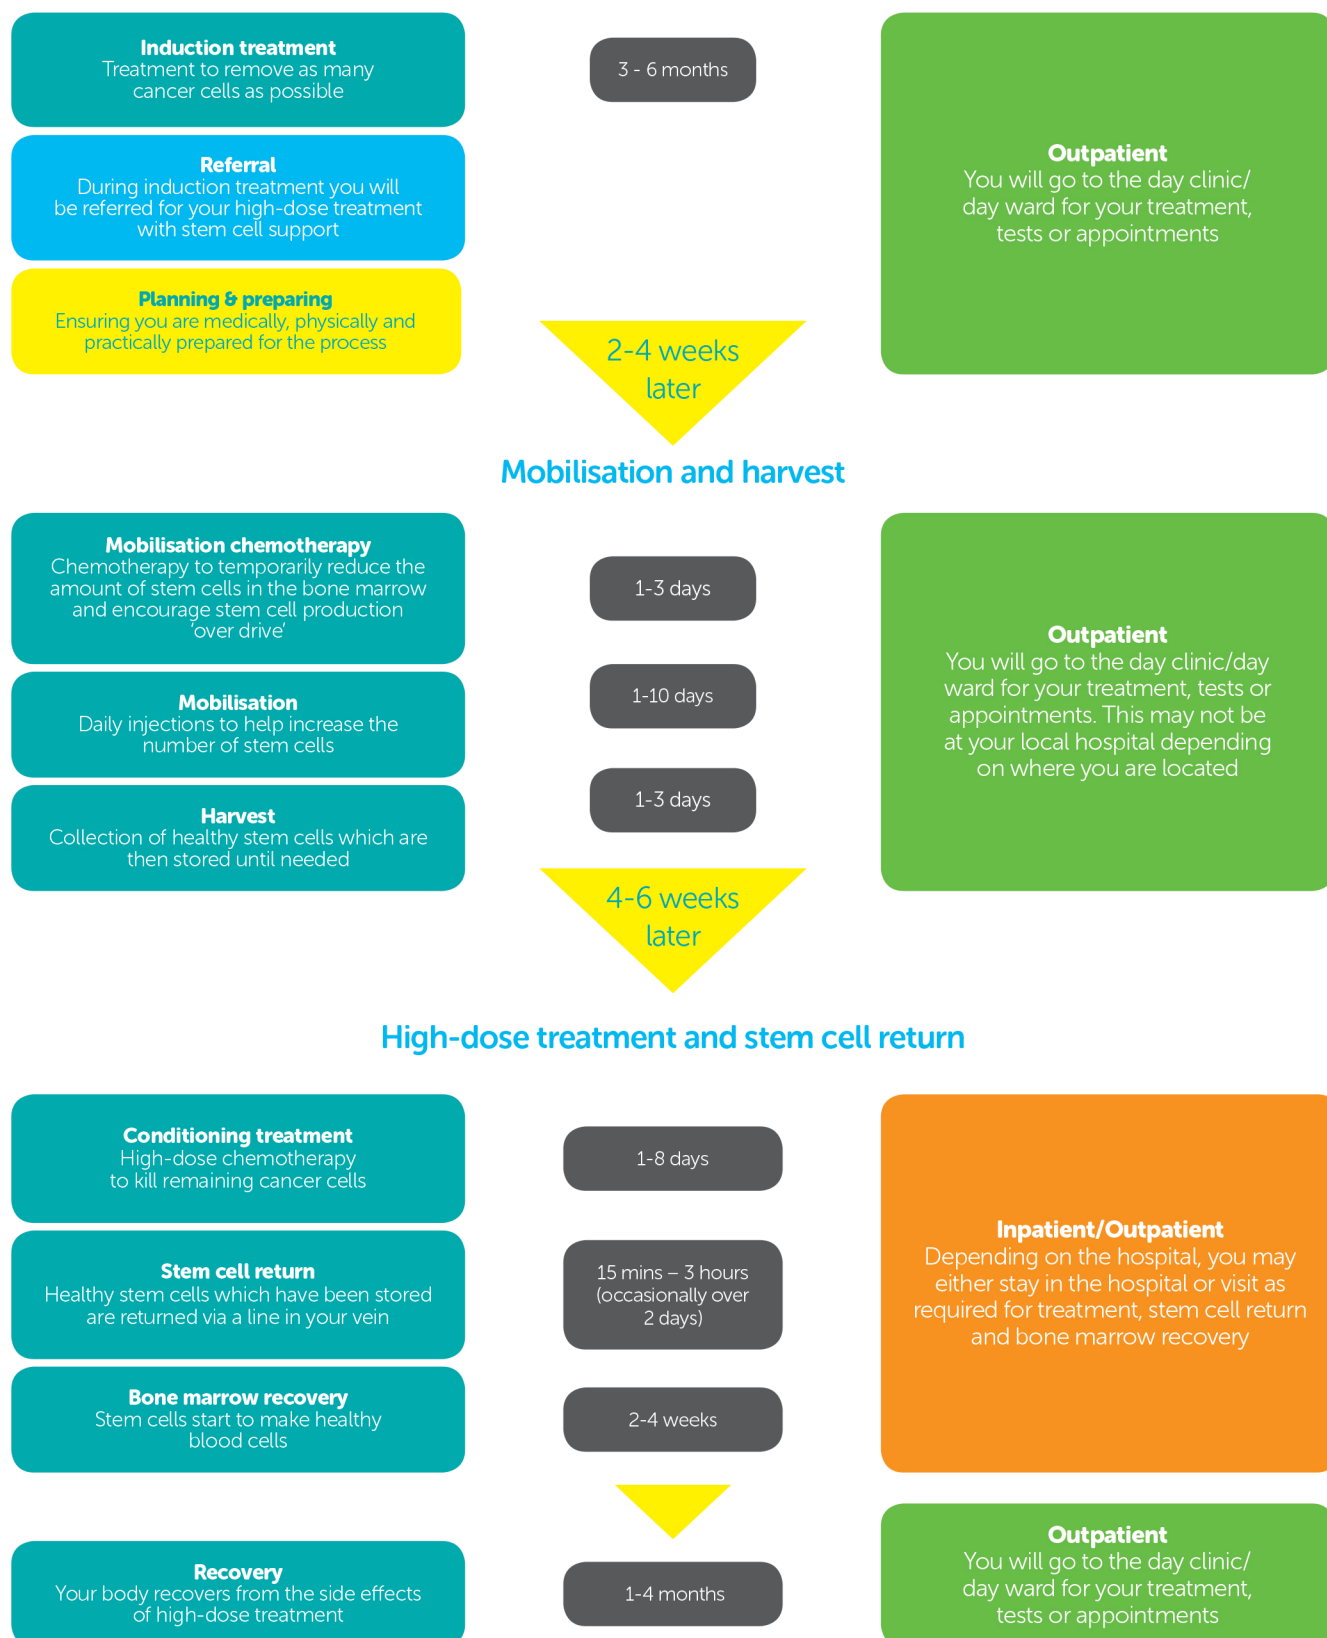 Induction treatment
Treatment to remove as many
cancer cells as possible
3 - 6 months
Referral
During induction treatment you will
be referred for your high-dose treatment
with stem cell support
Planning & preparing
Ensuring you are medically, physically and
practically prepared for the process
Outpatient
You will go to the day clinic/
day ward for your treatment,
tests or appointments
2-4 weeks
later
Mobilisation and harvest
Mobilisation chemotherapy
Chemotherapy to temporarily reduce the
amount of stem cells in the bone marrow
and encourage stem cell production
‘over drive’
1-3 days
Mobilisation
Daily injections to help increase the
number of stem cells
1-10 days
Harvest
Collection of healthy stem cells which are
then stored until needed
1-3 days
Outpatient
You will go to the day clinic/day
ward for your treatment, tests or
appointments. This may not be
at your local hospital depending
on where you are located
4-6 weeks
later
High-dose treatment and stem cell return
Conditioning treatment
High-dose chemotherapy
to kill remaining cancer cells
1-8 days
Stem cell return
Healthy stem cells which have been stored
are returned via a line in your vein
15 mins – 3 hours
(occasionally over
2 days)
Bone marrow recovery
Stem cells start to make healthy
blood cells
2-4 weeks
Inpatient/Outpatient
Depending on the hospital, you may
either stay in the hospital or visit as
required for treatment, stem cell return
and bone marrow recovery
Recovery
Your body recovers from the side effects
of high-dose treatment
1-4 months
Outpatient
You will go to the day clinic/
day ward for your treatment,
tests or appointments